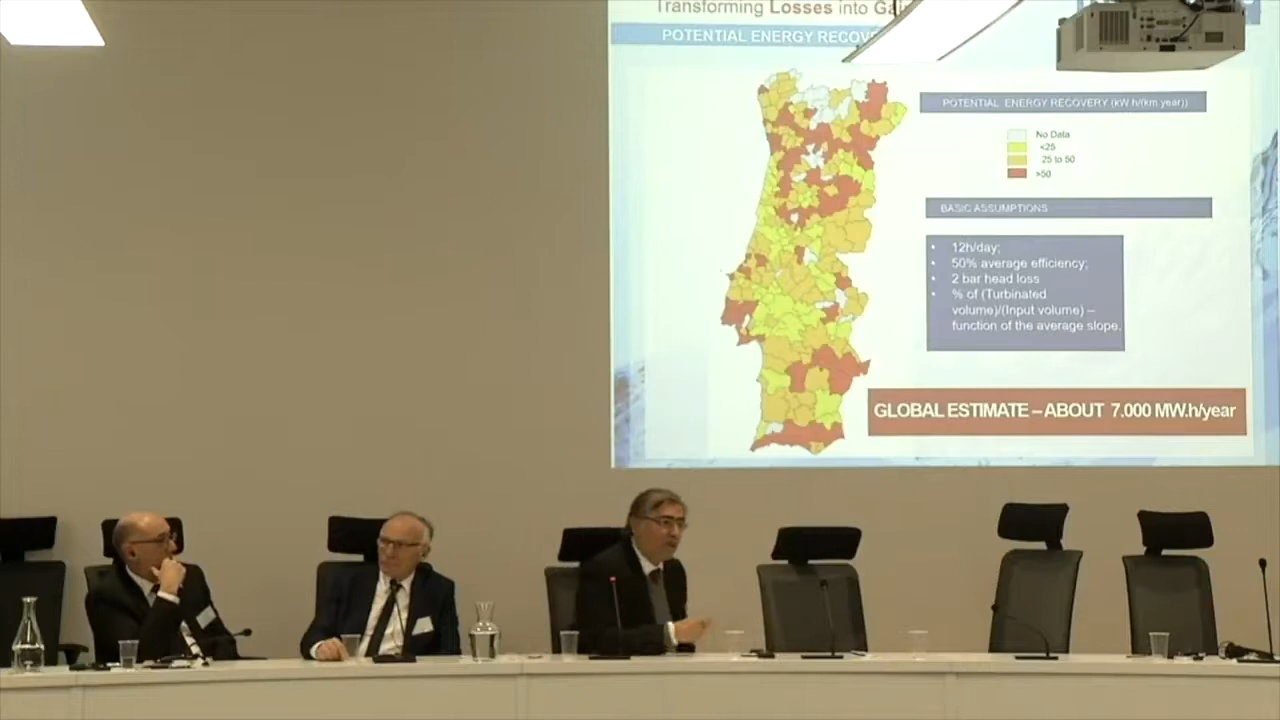 Transforming Losses into
POTENTIAL ENERGY
POTENTIAL ENERGY RECOVERY (kW h/(km year))
No Data
<25
25 to 50
>50
BASIC ASSUMPTIONS
• 12h/day;
• 50% average efficiency;
• 2 bar head loss
• % of (Turbinated
volume)/(Input volume) –
function of the average slope.
GLOBAL ESTIMATE – ABOUT 7.000 MW.h/year